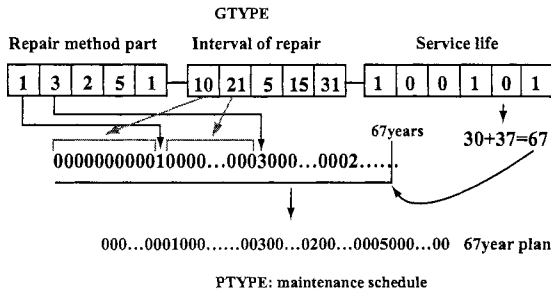 GTYPE
Repair method part Interval of repair Service life
1 3 2 5 1 10 21 5 15 31 1 0 0 1 0 1
67years
30+37=67
0000000000010000...0003000...0002......
000...0001000......00300...0200...0005000...00 67year plan
PTYPE: maintenance schedule